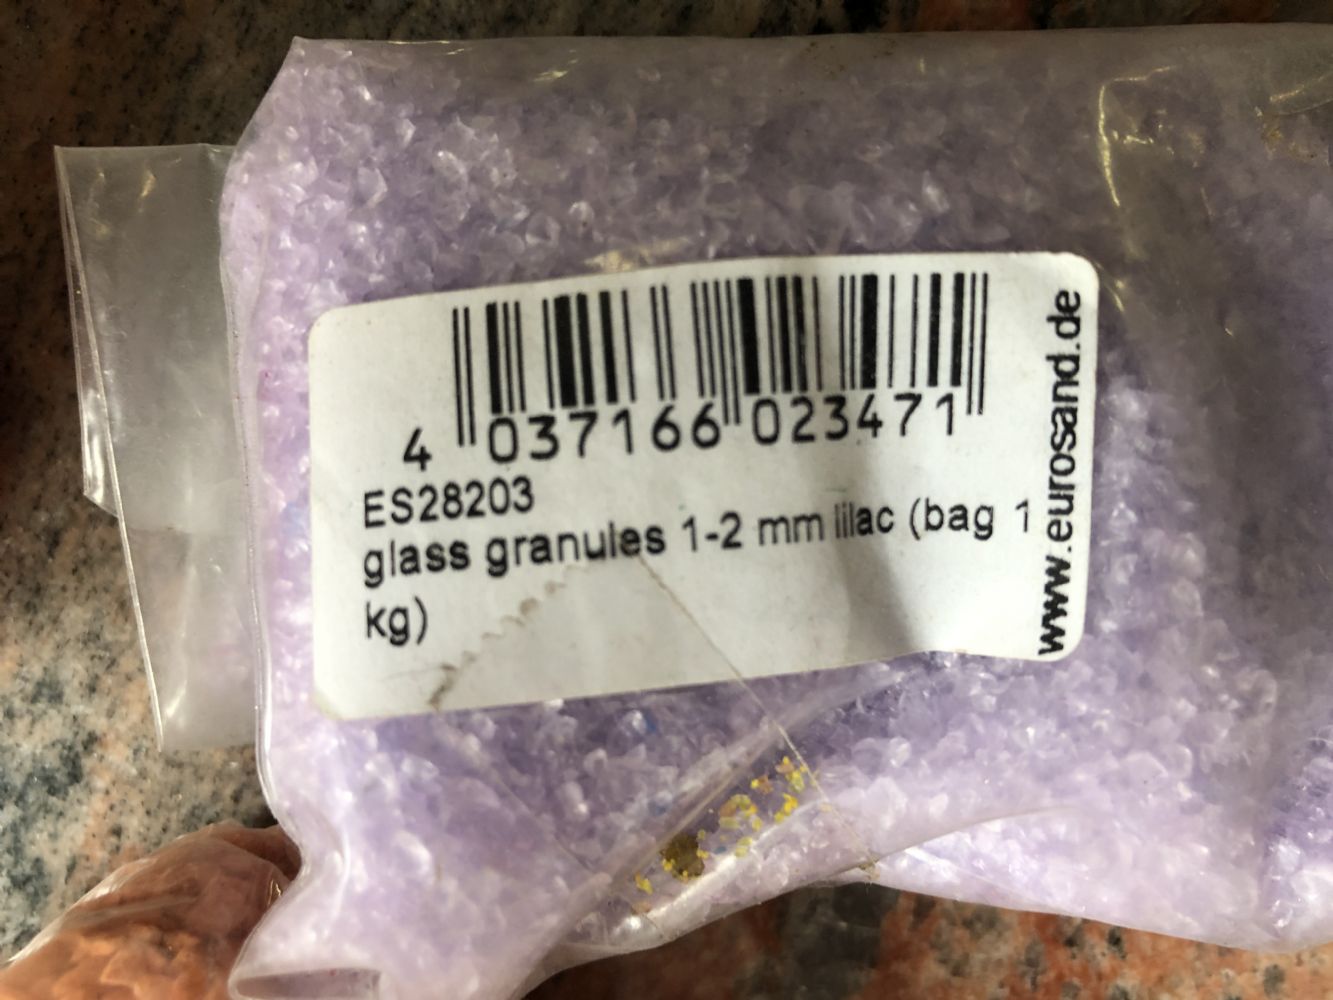 4 037166 023471
ES28203
glass granules 1-2 mm lilac (bag 1
kg)
www.eurosand.de